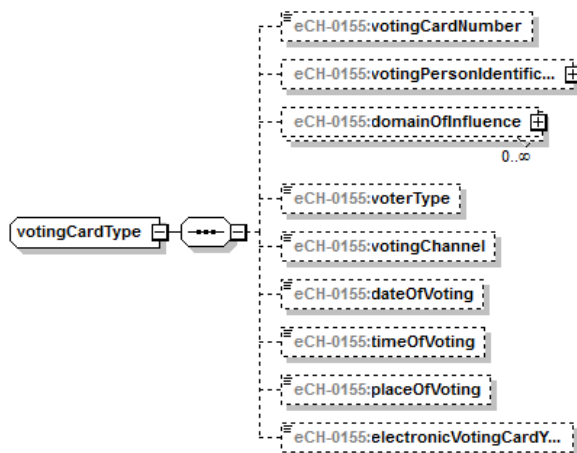 eCH-0155:votingCardNumber
eCH-0155:votingPersonIdentific...
eCH-0155:domainOfInfluence
0..∞
votingCardType
eCH-0155:voterType
eCH-0155:votingChannel
eCH-0155:dateOfVoting
eCH-0155:timeOfVoting
eCH-0155:placeOfVoting
eCH-0155:electronicVotingCardY...